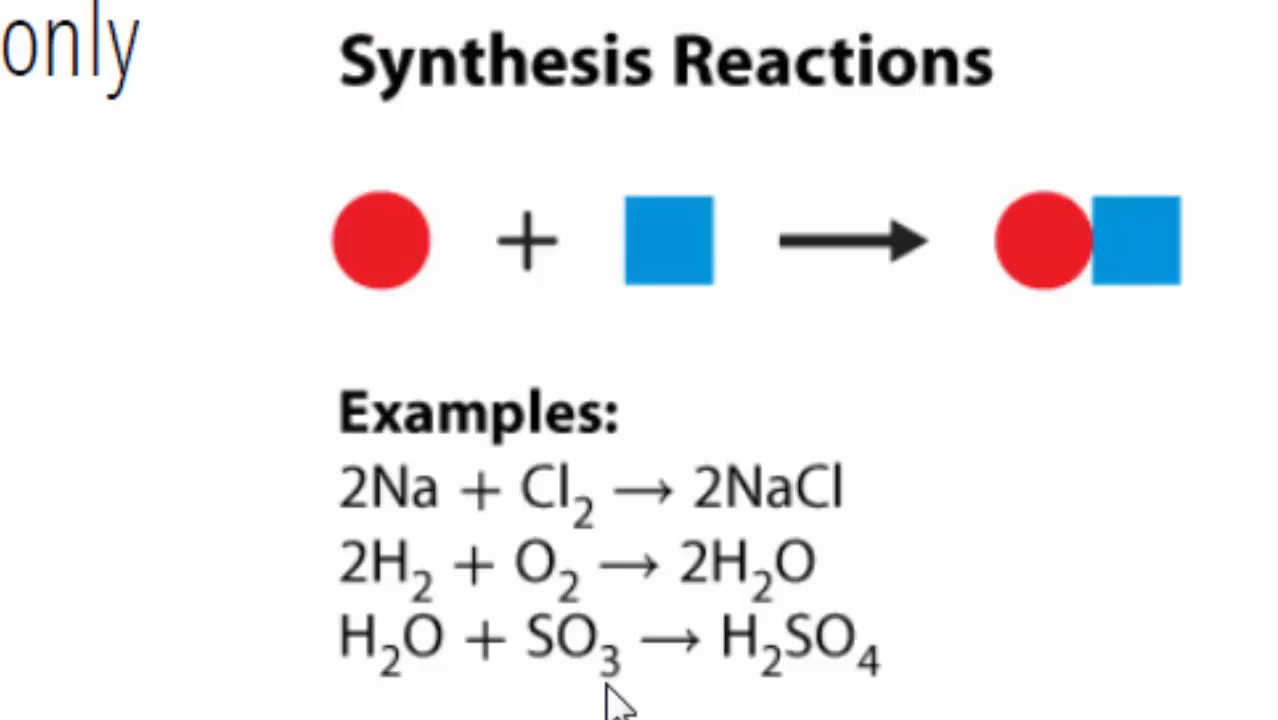 only
Synthesis Reactions
+ →
Examples:
2Na + Cl₂ → 2NaCl
2H₂ + O₂ → 2H₂O
H₂O + SO₃ → H₂SO₄